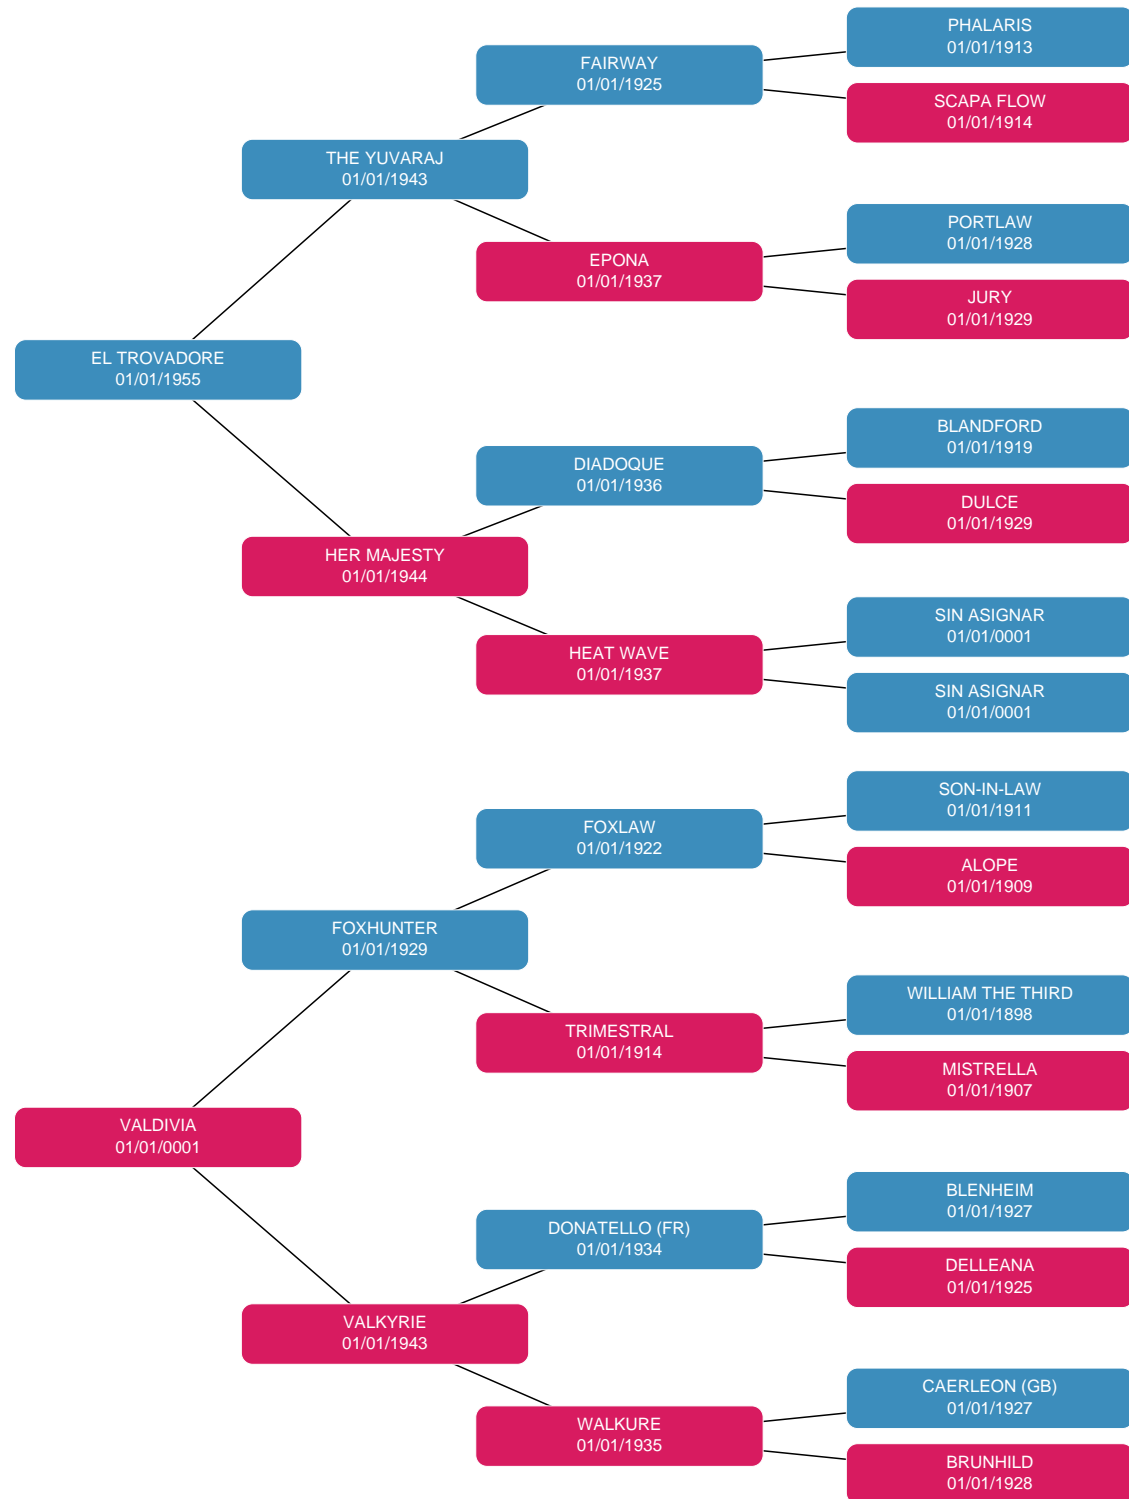 PHALARIS
01/01/1913
FAIRWAY
01/01/1925
SCAPA FLOW
01/01/1914
THE YUVARAJ
01/01/1943
PORTLAW
01/01/1928
EPONA
01/01/1937
JURY
01/01/1929
EL TROVADORE
01/01/1955
BLANDFORD
01/01/1919
DIADOQUE
01/01/1936
DULCE
01/01/1929
HER MAJESTY
01/01/1944
SIN ASIGNAR
01/01/0001
HEAT WAVE
01/01/1937
SIN ASIGNAR
01/01/0001
SON-IN-LAW
01/01/1911
FOXLAW
01/01/1922
ALOPE
01/01/1909
FOXHUNTER
01/01/1929
WILLIAM THE THIRD
01/01/1898
TRIMESTRAL
01/01/1914
MISTRELLA
01/01/1907
VALDIVIA
01/01/0001
BLENHEIM
01/01/1927
DONATELLO (FR)
01/01/1934
DELLEANA
01/01/1925
VALKYRIE
01/01/1943
CAERLEON (GB)
01/01/1927
WALKURE
01/01/1935
BRUNHILD
01/01/1928